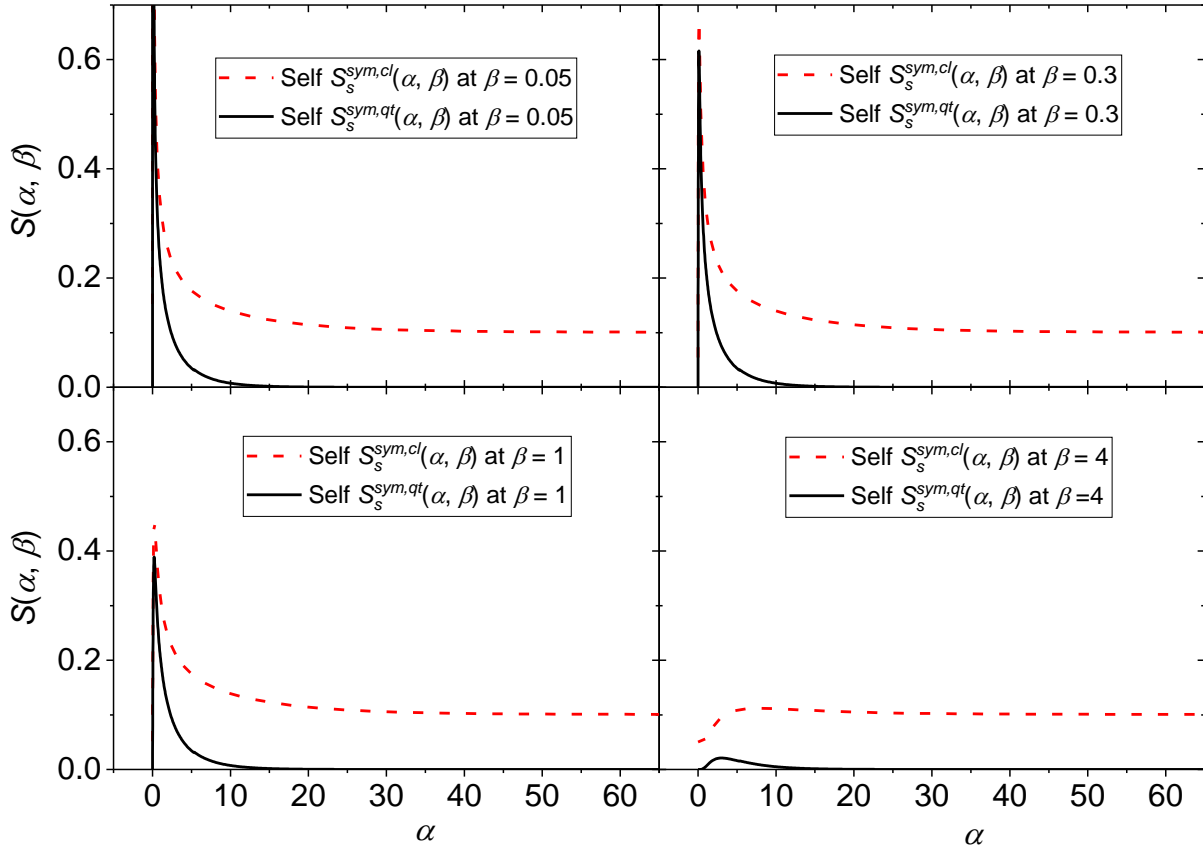 Self S_s^{sym,cl}(α, β) at β = 0.05
Self S_s^{sym,qt}(α, β) at β = 0.05
Self S_s^{sym,cl}(α, β) at β = 0.3
Self S_s^{sym,qt}(α, β) at β = 0.3
0.6
0.4
0.2
0.0
S(α, β)
Self S_s^{sym,cl}(α, β) at β = 1
Self S_s^{sym,qt}(α, β) at β = 1
Self S_s^{sym,cl}(α, β) at β = 4
Self S_s^{sym,qt}(α, β) at β =4
0.6
0.4
0.2
0.0
S(α, β)
0 10 20 30 40 50 60
0 10 20 30 40 50 60
α
α